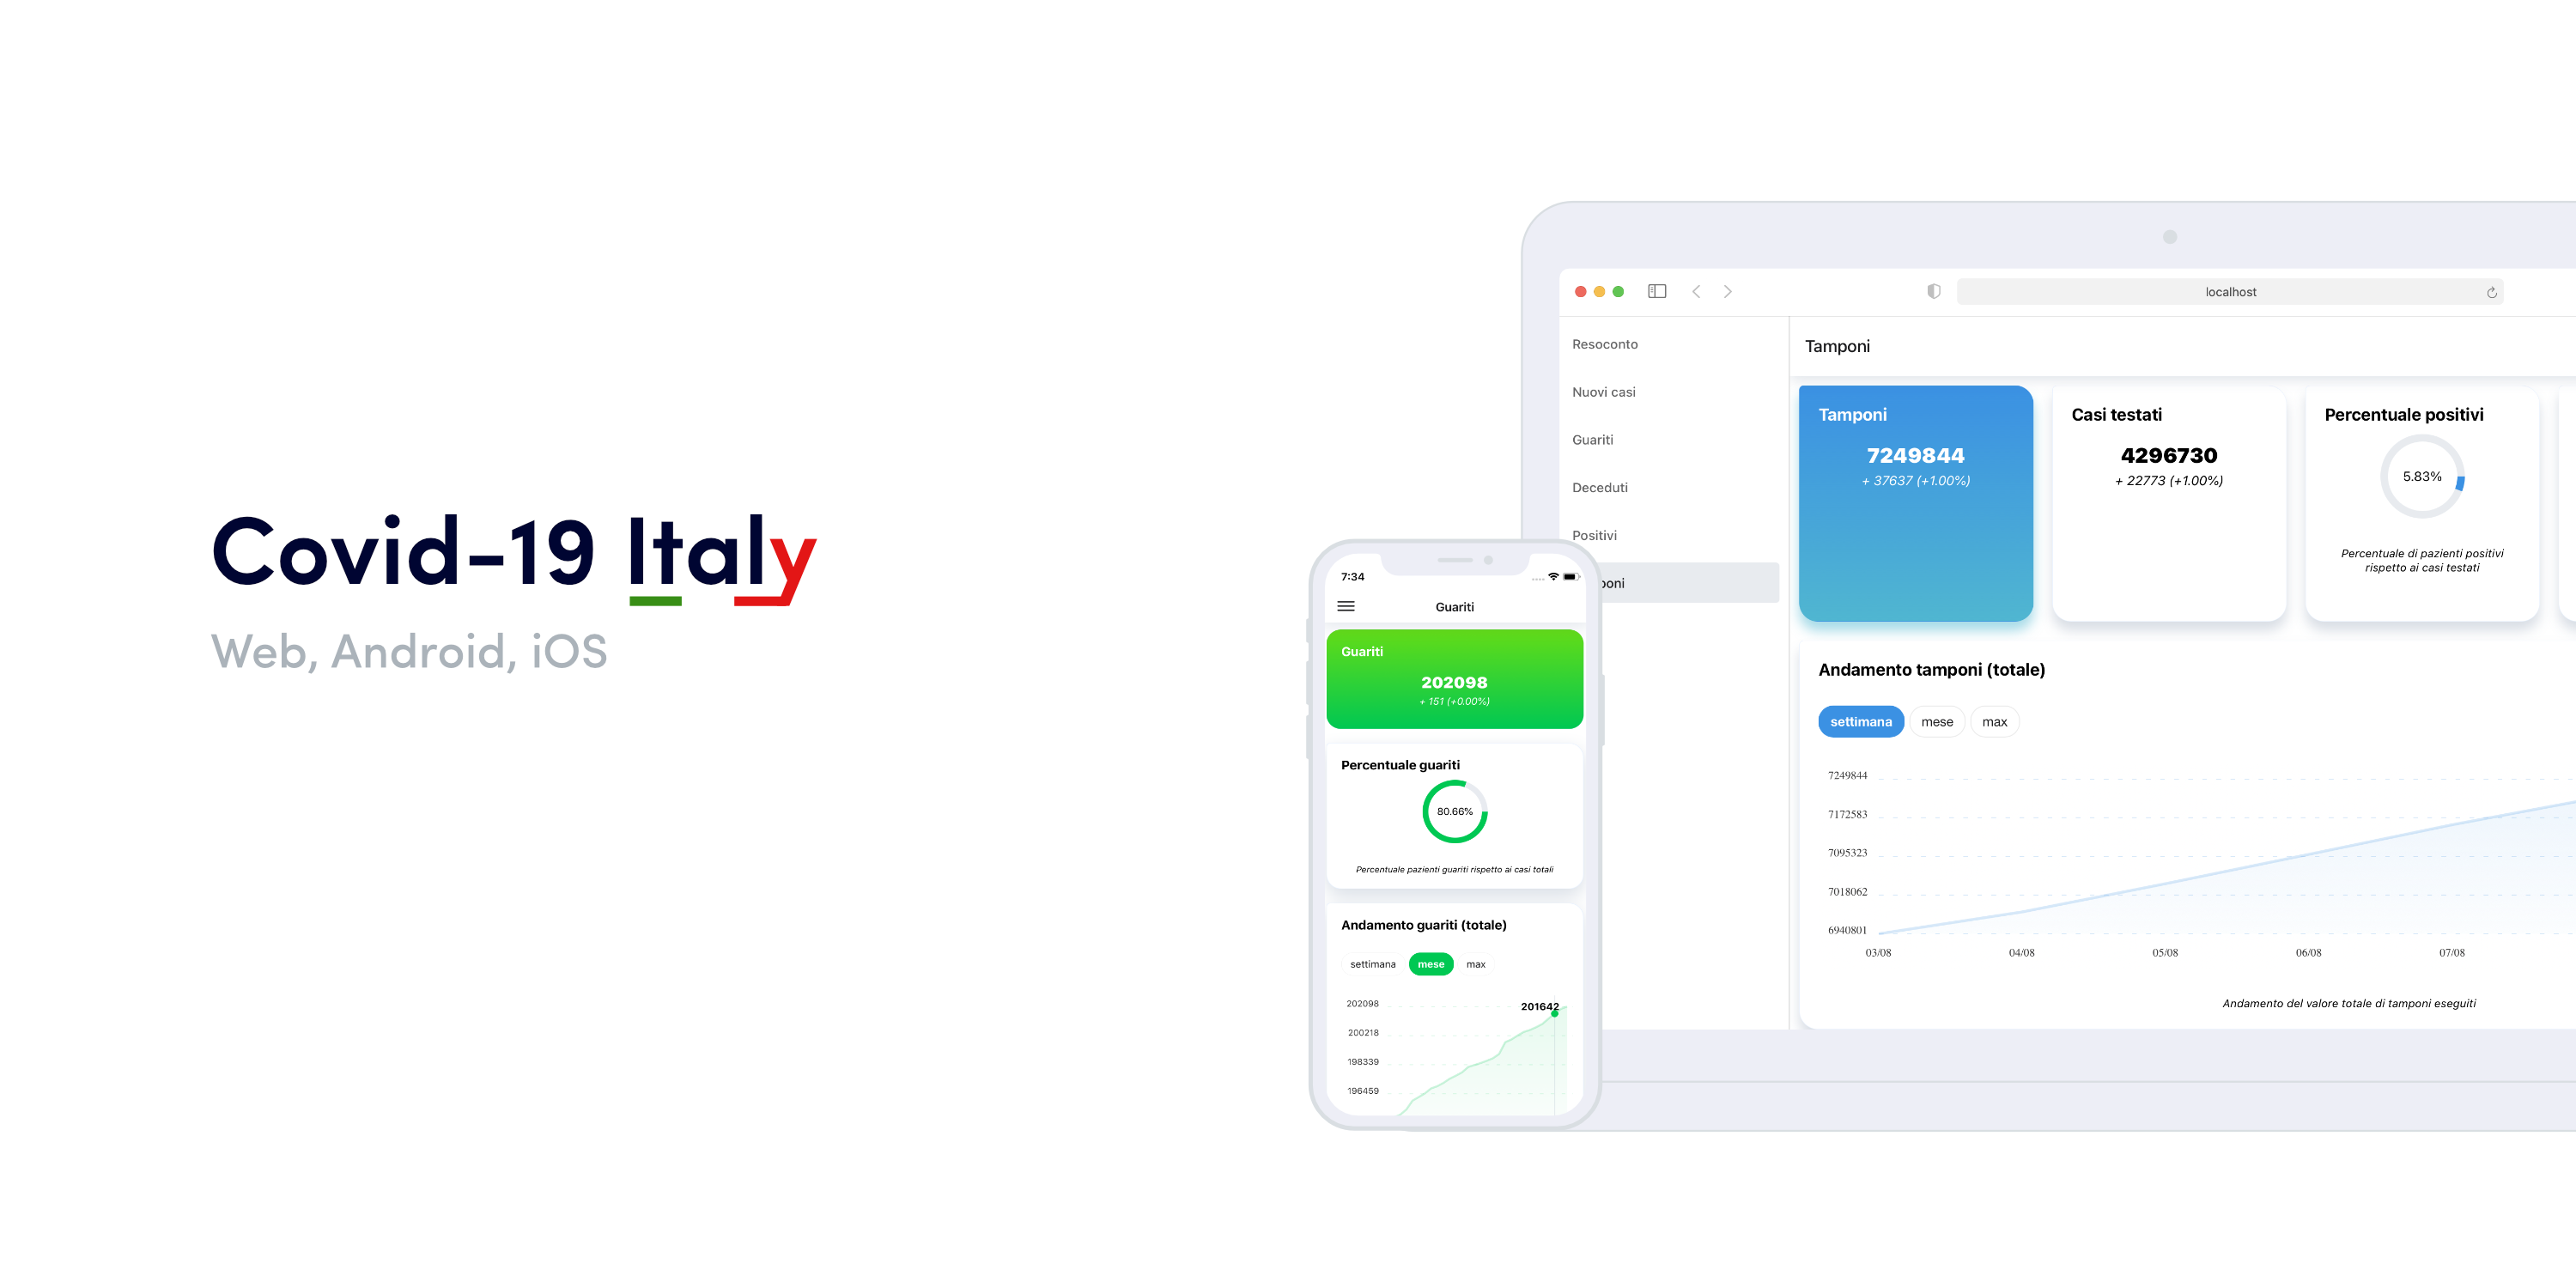 Covid-19 Italy
Web, Android, iOS
7:34
Guariti
Guariti
202098
+ 151 (+0.00%)
Percentuale guariti
80.66%
Percentuale pazienti guariti rispetto ai casi totali
Andamento guariti (totale)
settimana mese max
202098
201642
200218
198339
196459
localhost
Resoconto
Nuovi casi
Guariti
Deceduti
Positivi
poni
Tamponi
Tamponi
7249844
+ 37637 (+1.00%)
Casi testati
4296730
+ 22773 (+1.00%)
Percentuale positivi
5.83%
Percentuale di pazienti positivi
rispetto ai casi testati
Andamento tamponi (totale)
settimana mese max
7249844
7172583
7095323
7018062
6940801
03/08 04/08 05/08 06/08 07/08
Andamento del valore totale di tamponi eseguiti